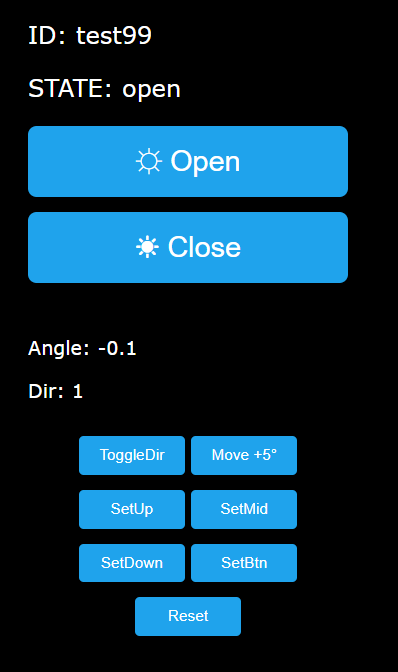 ID: test99
STATE: open
☼ Open
☀ Close
Angle: -0.1
Dir: 1
ToggleDir Move +5°
SetUp SetMid
SetDown SetBtn
Reset